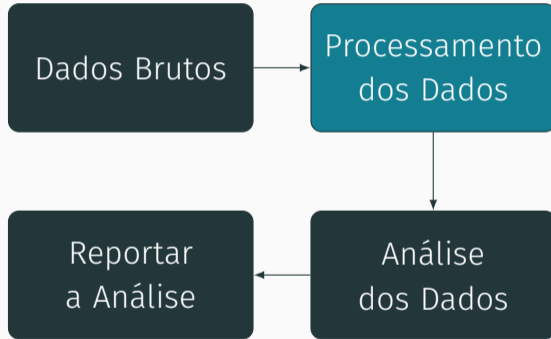 Dados Brutos
Processamento
dos Dados
Análise
dos Dados
Reportar
a Análise